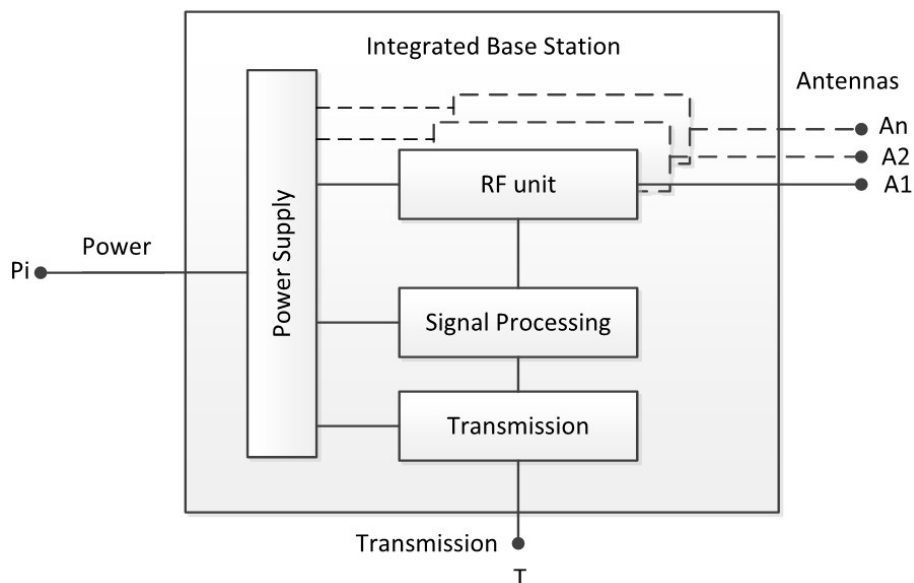 Integrated Base Station
Antennas
An
A2
A1
RF unit
Power Supply
Power
Pi
Signal Processing
Transmission
Transmission
T